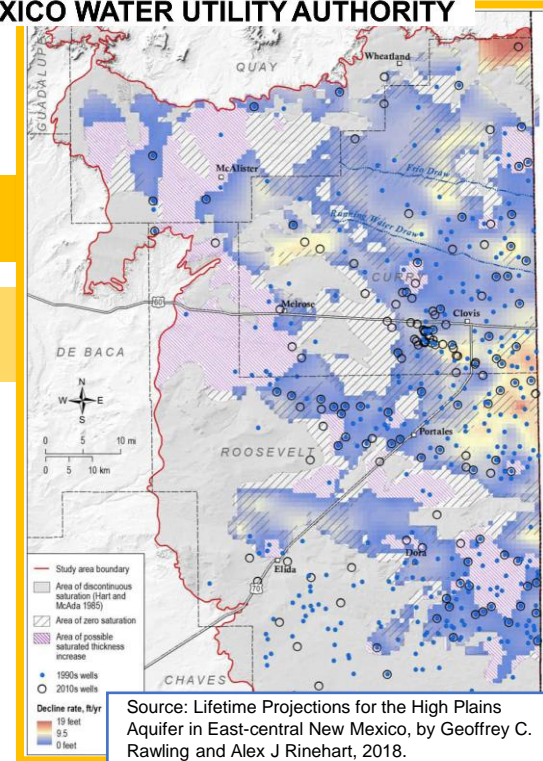 XICO WATER UTILITY AUTHORITY
GUADALUPE
QUAY
Wheatland
McAlister
Frio Draw
Running Water Draw
CURRY
60
Melrose
Clovis
DE BACA
N
W E
S
0 5 10 mi
0 5 10 km
Portales
ROOSEVELT
Dora
Elida
70
CHAVES
Study area boundary
Area of discontinuous
saturation (Hart and
McAda 1985)
Area of zero saturation
Area of possible
saturated thickness
increase
1990s wells
2010s wells
Decline rate, ft/yr
19 feet
9.5
0 feet
Source: Lifetime Projections for the High Plains
Aquifer in East-central New Mexico, by Geoffrey C.
Rawling and Alex J Rinehart, 2018.